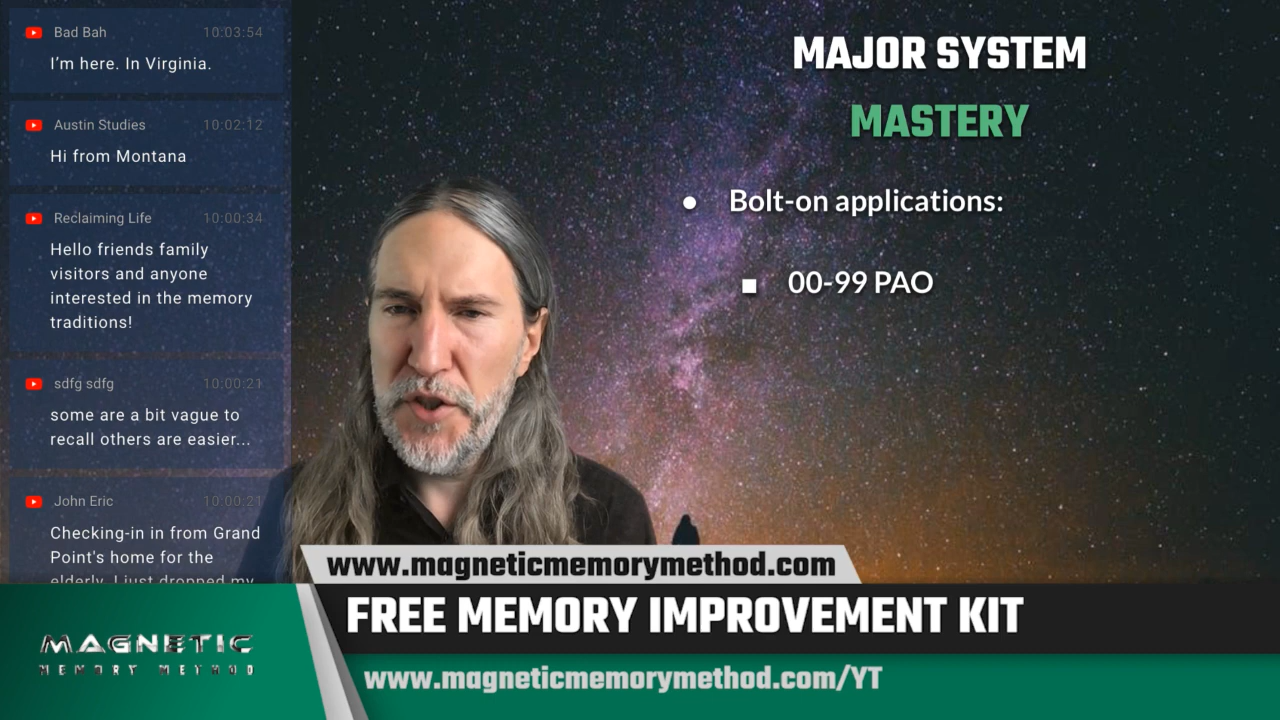 Bad Bah 10:03:54
I'm here. In Virginia.
Austin Studies 10:02:12
Hi from Montana
Reclaiming Life 10:00:34
Hello friends family
visitors and anyone
interested in the memory
traditions!
sdfg sdfg 10:00:21
some are a bit vague to
recall others are easier...
John Eric 10:00:21
Checking-in in from Grand
Point's home for the
elderly. I just dropped my
MAJOR SYSTEM
MASTERY
Bolt-on applications:
00-99 PAO
www.magneticmemorymethod.com
FREE MEMORY IMPROVEMENT KIT
www.magneticmemorymethod.com/YT
MAGNETIC
MEMORY METHOD